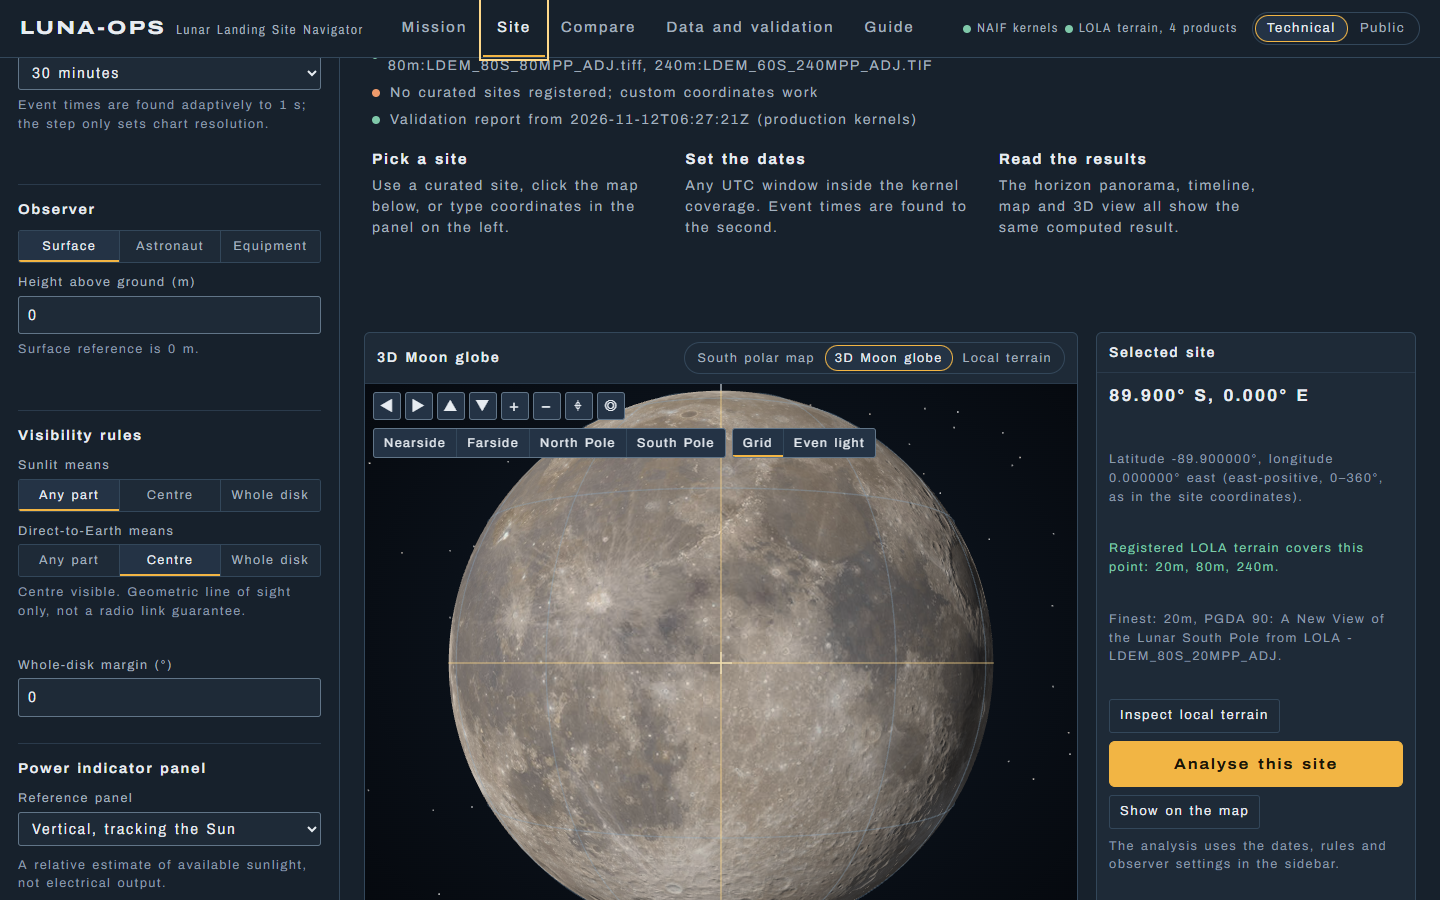 LUNA-OPS Lunar Landing Site Navigator
Mission Site Compare Data and validation Guide
NAIF kernels LOLA terrain, 4 products
Technical Public
30 minutes
Event times are found adaptively to 1 s;
the step only sets chart resolution.
Observer
Surface Astronaut Equipment
Height above ground (m)
0
Surface reference is 0 m.
Visibility rules
Sunlit means
Any part Centre Whole disk
Direct-to-Earth means
Any part Centre Whole disk
Centre visible. Geometric line of sight
only, not a radio link guarantee.
Whole-disk margin (°)
0
Power indicator panel
Reference panel
Vertical, tracking the Sun
A relative estimate of available sunlight,
not electrical output.
80m:LDEM_80S_80MPP_ADJ.tiff, 240m:LDEM_60S_240MPP_ADJ.TIF
No curated sites registered; custom coordinates work
Validation report from 2026-11-12T06:27:21Z (production kernels)
Pick a site
Use a curated site, click the map
below, or type coordinates in the
panel on the left.
Set the dates
Any UTC window inside the kernel
coverage. Event times are found to
the second.
Read the results
The horizon panorama, timeline,
map and 3D view all show the
same computed result.
3D Moon globe
South polar map 3D Moon globe Local terrain
Nearside Farside North Pole South Pole Grid Even light
Selected site
89.900° S, 0.000° E
Latitude -89.900000°, longitude
0.000000° east (east-positive, 0–360°,
as in the site coordinates).
Registered LOLA terrain covers this
point: 20m, 80m, 240m.
Finest: 20m, PGDA 90: A New View of
the Lunar South Pole from LOLA -
LDEM_80S_20MPP_ADJ.
Inspect local terrain
Analyse this site
Show on the map
The analysis uses the dates, rules and
observer settings in the sidebar.